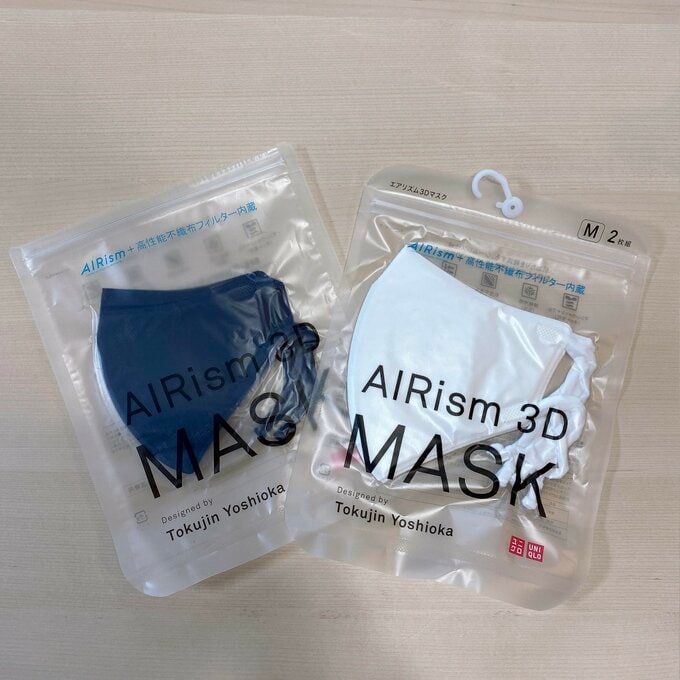 AIRism+高性能不織布フィルター内蔵
AIRism 3D
MASK
Designed by
Tokujin Yoshioka
エアリズム3Dマスク
M 2枚組
AIRism+高性能不織布フィルター内蔵
AIRism 3D
MASK
Designed by
Tokujin Yoshioka
ユニクロ
UNIQLO